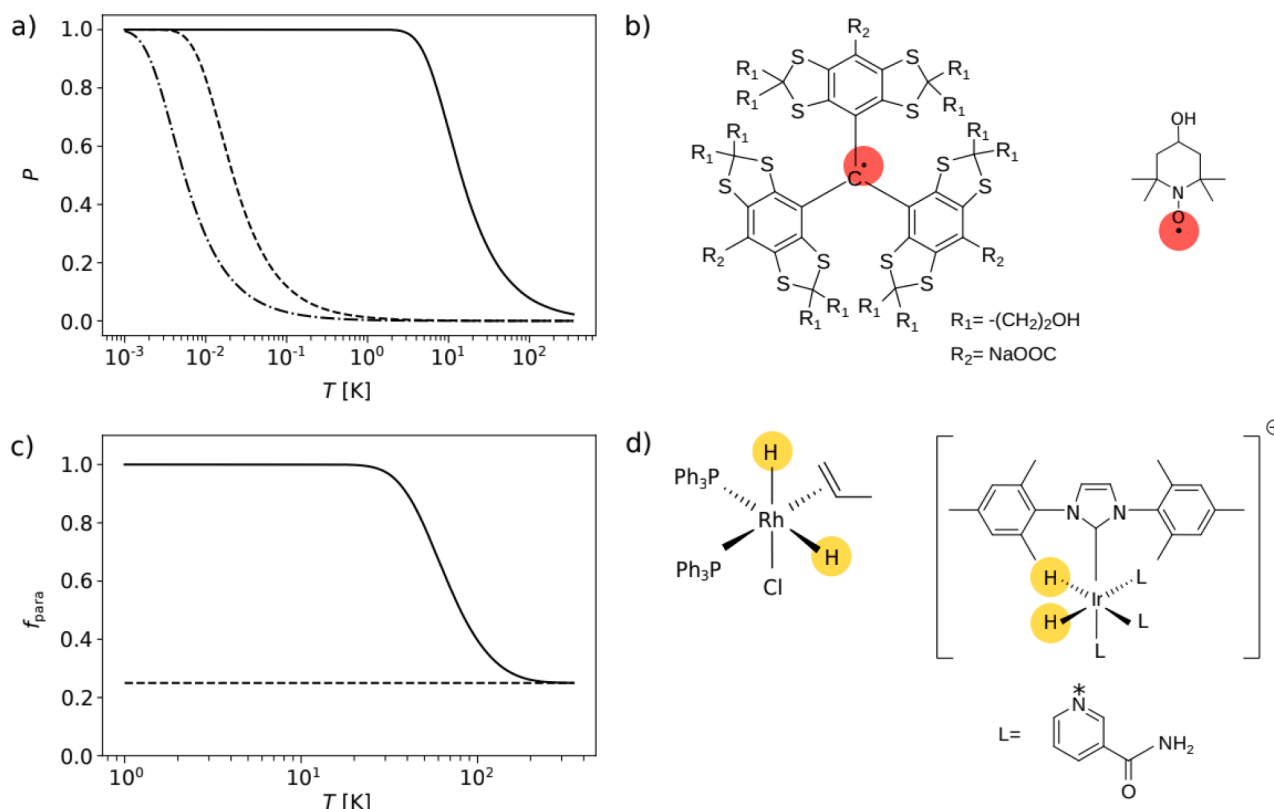 a)
1.0
0.8
0.6
0.4
0.2
0.0
P
10⁻³
10⁻²
10⁻¹
10⁰
10¹
10²
T [K]
b)
R₂
R₁
R₁
S
S
S
S
R₁
R₁
R₁
R₁
S
S
S
S
R₂
C•
R₁
R₁
S
S
S
S
R₂
R₁
R₁
R₁
R₁
R₁= -(CH₂)₂OH
R₂= NaOOC
OH
N
O
•
c)
1.0
0.8
0.6
0.4
0.2
0.0
f_para
10⁰
10¹
10²
T [K]
d)
H
Ph₃P
Rh
Ph₃P
H
Cl
⊕
N
N
H
L
Ir
H
L
L
L=
N
*
NH₂
O